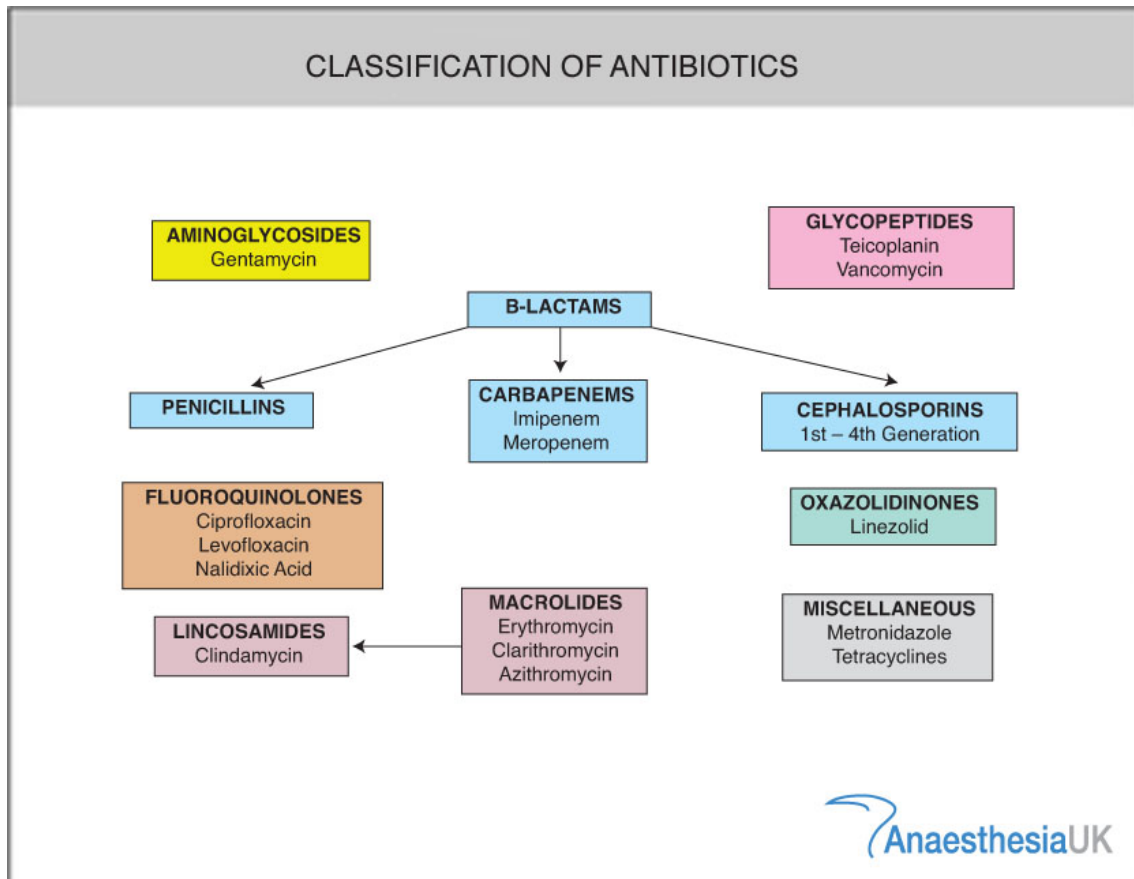 CLASSIFICATION OF ANTIBIOTICS
AMINOGLYCOSIDES
Gentamycin
GLYCOPEPTIDES
Teicoplanin
Vancomycin
B-LACTAMS
PENICILLINS
CARBAPENEMS
Imipenem
Meropenem
CEPHALOSPORINS
1st – 4th Generation
FLUOROQUINOLONES
Ciprofloxacin
Levofloxacin
Nalidixic Acid
OXAZOLIDINONES
Linezolid
LINCOSAMIDES
Clindamycin
MACROLIDES
Erythromycin
Clarithromycin
Azithromycin
MISCELLANEOUS
Metronidazole
Tetracyclines
AnaesthesiaUK